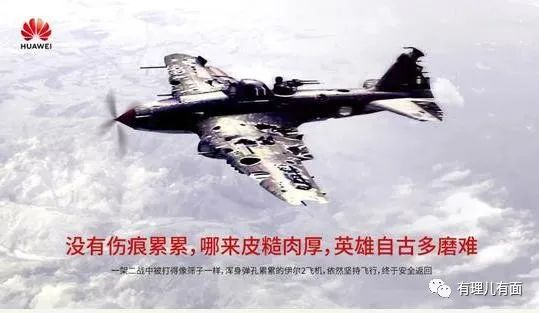 HUAWEI
没有伤痕累累，哪来皮糙肉厚，英雄自古多磨难
一架二战中被打得像筛子一样，浑身弹孔累累的伊尔2飞机，依然坚持飞行，终于安全返回
有理儿有面